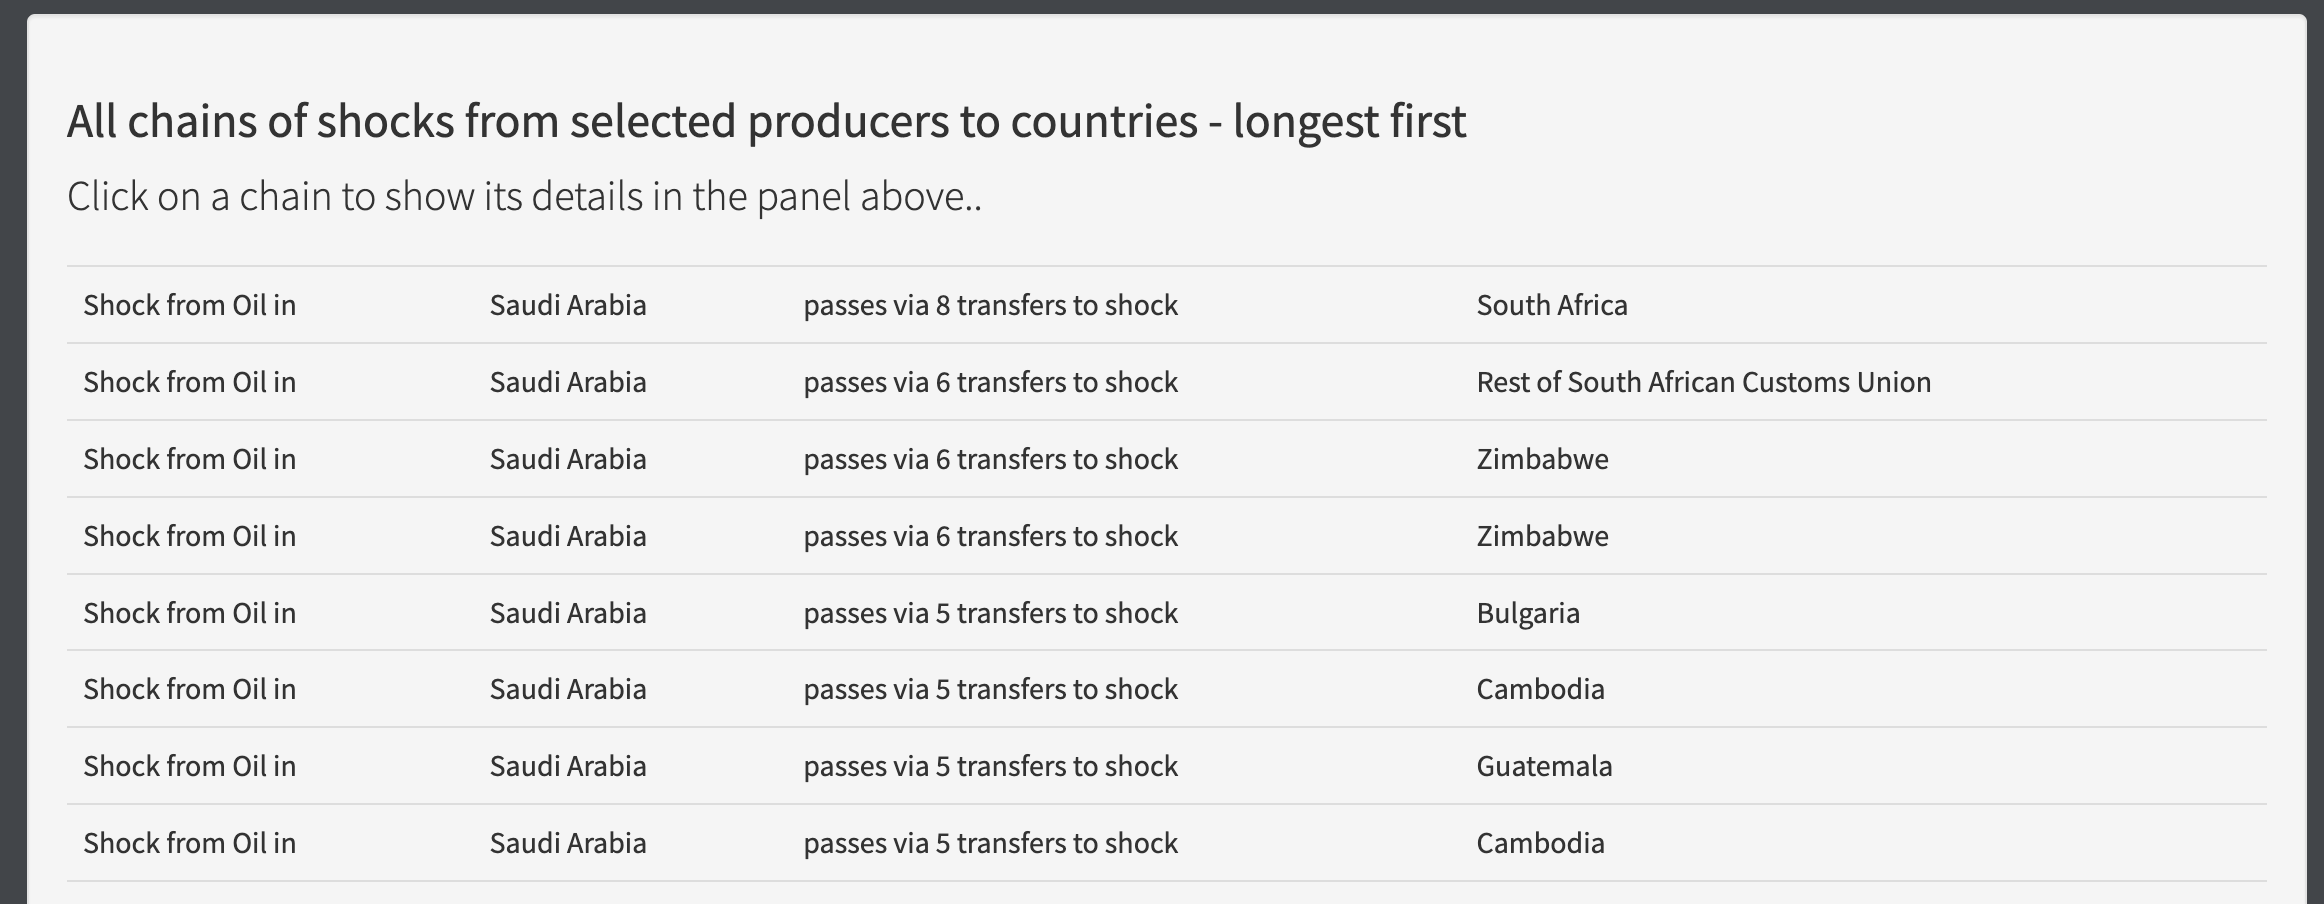 All chains of shocks from selected producers to countries - longest first
Click on a chain to show its details in the panel above..
Shock from Oil in Saudi Arabia passes via 8 transfers to shock South Africa
Shock from Oil in Saudi Arabia passes via 6 transfers to shock Rest of South African Customs Union
Shock from Oil in Saudi Arabia passes via 6 transfers to shock Zimbabwe
Shock from Oil in Saudi Arabia passes via 6 transfers to shock Zimbabwe
Shock from Oil in Saudi Arabia passes via 5 transfers to shock Bulgaria
Shock from Oil in Saudi Arabia passes via 5 transfers to shock Cambodia
Shock from Oil in Saudi Arabia passes via 5 transfers to shock Guatemala
Shock from Oil in Saudi Arabia passes via 5 transfers to shock Cambodia